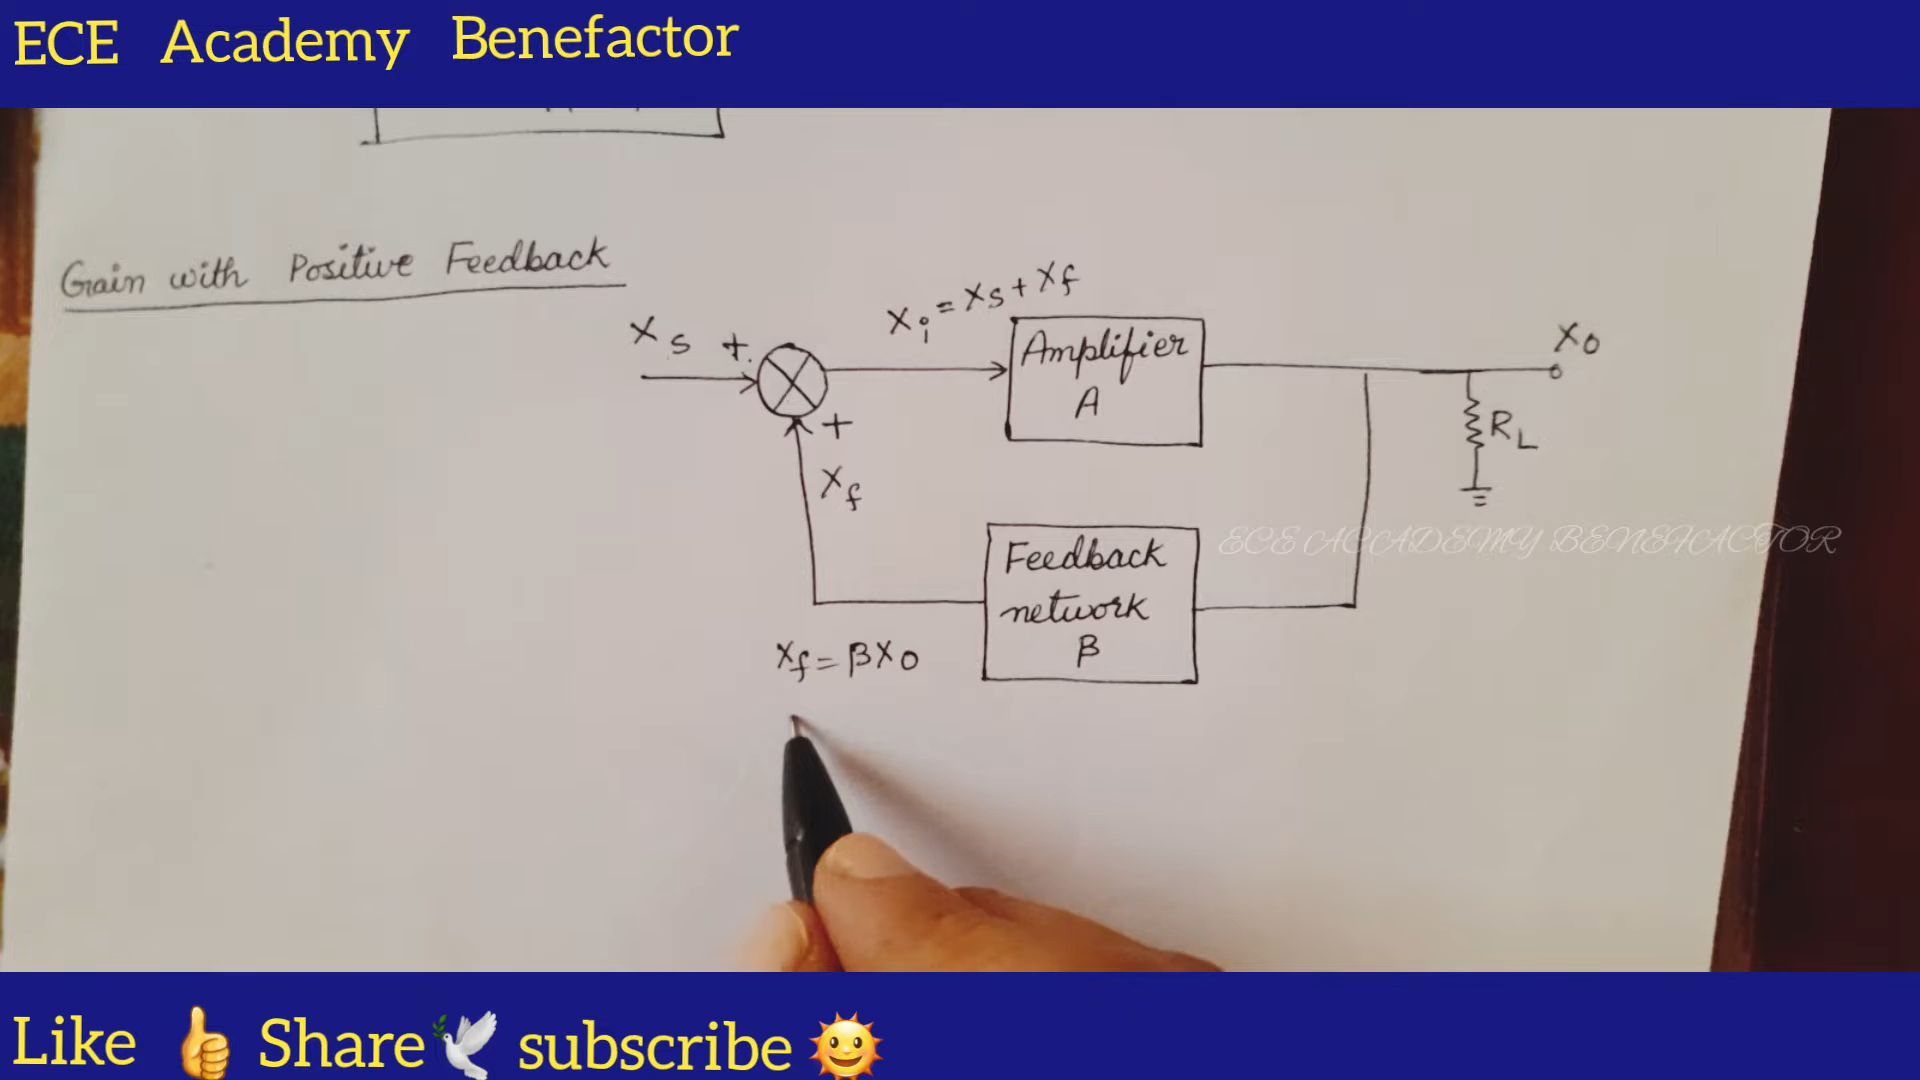 ECE Academy Benefactor
Gain with Positive Feedback
Xs +
Xi = Xs + Xf
Amplifier
A
Xo
RL
+
Xf
Feedback
network
β
Xf = βXo
ECE ACCADEMY BENEFACTOR
Like 👍 Share🕊 subscribe 🌞